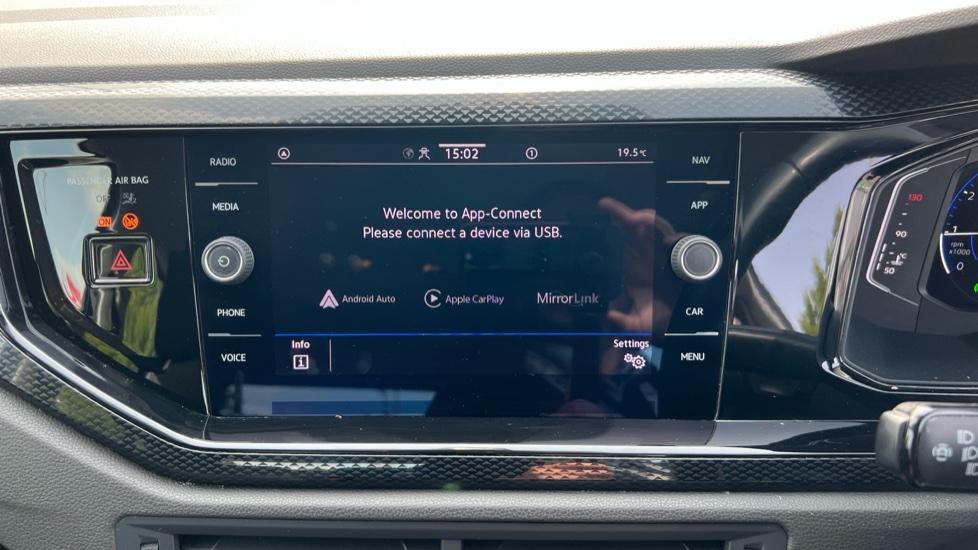 PASSENGER AIR BAG
ON
RADIO
MEDIA
PHONE
VOICE
15:02
19.5°C
Welcome to App-Connect
Please connect a device via USB.
Android Auto
Apple CarPlay
MirrorLink
Info
Settings
NAV
APP
CAR
MENU
130
90
50
°C
2
1
rpm
x1000
0